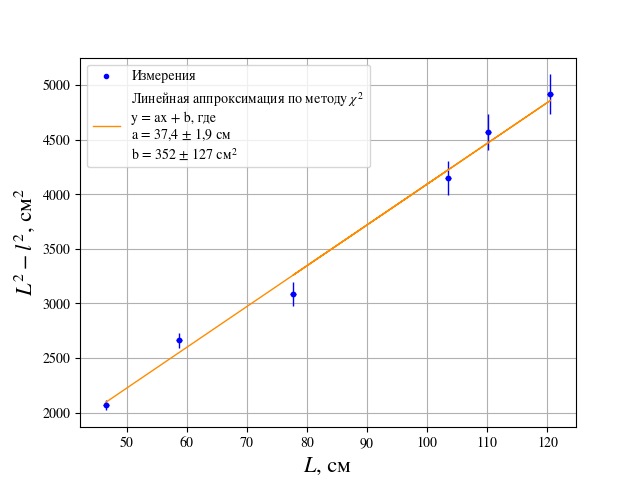 Измерения
Линейная аппроксимация по методу χ²
y = ax + b, где
a = 37,4 ± 1,9 см
b = 352 ± 127 см²
5000
4500
4000
3500
3000
2500
2000
L² − l², см²
50 60 70 80 90 100 110 120
L, см